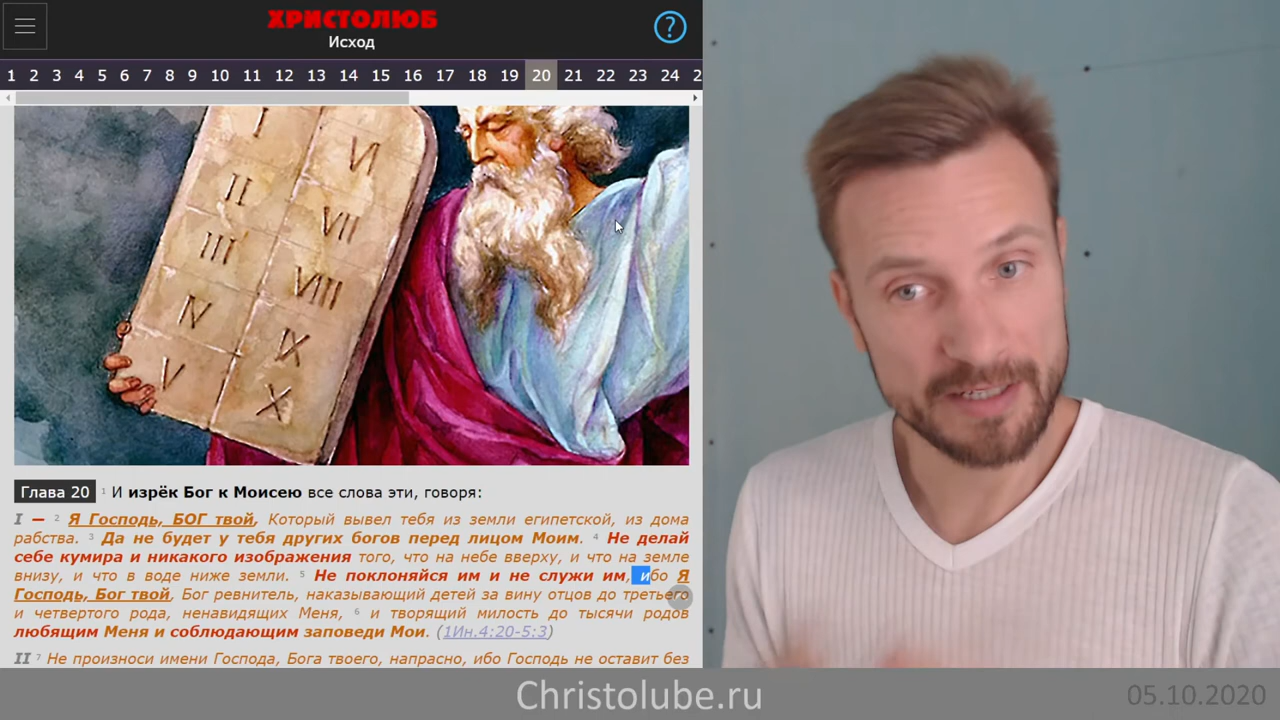 ХРИСТОЛЮБ
Исход
?
1 2 3 4 5 6 7 8 9 10 11 12 13 14 15 16 17 18 19 20 21 22 23 24 2
I
II
III
IV
V
VI
VII
VIII
IX
X
Глава 20 1 И изрёк Бог к Моисею все слова эти, говоря:
I — 2 Я Господь, БОГ твой, Который вывел тебя из земли египетской, из дома
рабства. 3 Да не будет у тебя других богов перед лицом Моим. 4 Не делай
себе кумира и никакого изображения того, что на небе вверху, и что на земле
внизу, и что в воде ниже земли. 5 Не поклоняйся им и не служи им, ибо Я
Господь, Бог твой, Бог ревнитель, наказывающий детей за вину отцов до третьего
и четвертого рода, ненавидящих Меня, 6 и творящий милость до тысячи родов
любящим Меня и соблюдающим заповеди Мои. (1Ин.4:20-5:3)
II 7 Не произноси имени Господа, Бога твоего, напрасно, ибо Господь не оставит без
Christolube.ru
05.10.2020